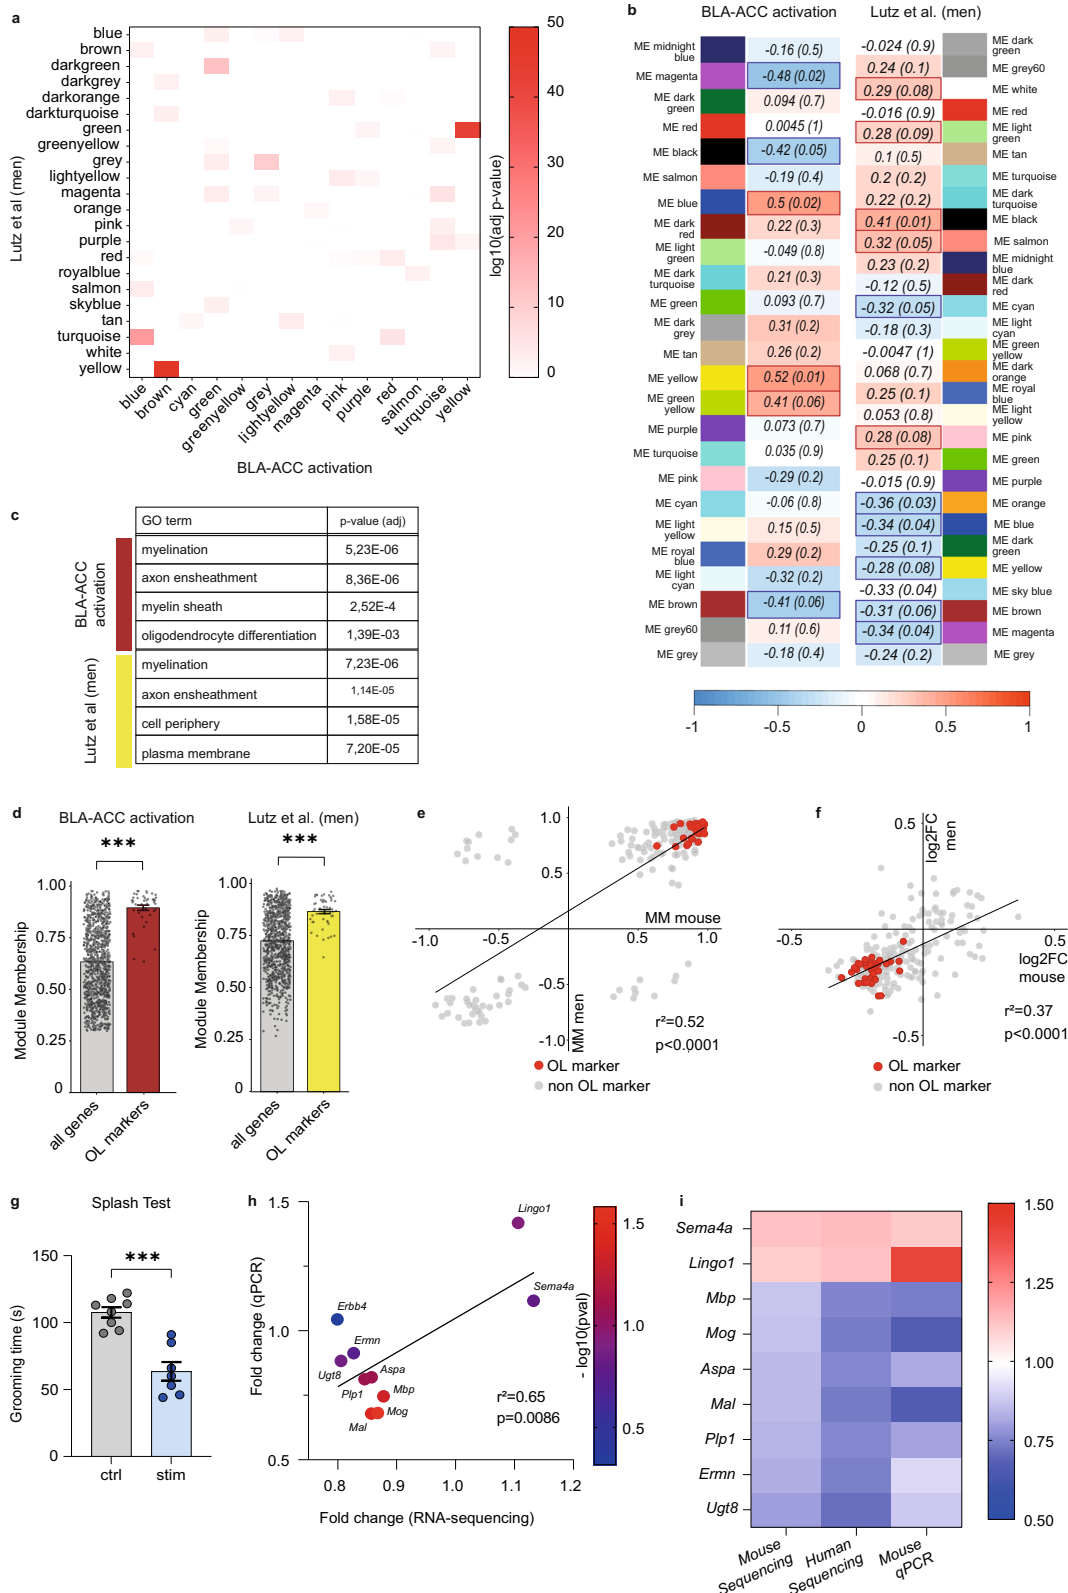 a
Lutz et al (men)
blue
brown
darkgreen
darkgrey
darkorange
darkturquoise
green
greenyellow
grey
lightyellow
magenta
orange
pink
purple
red
royalblue
salmon
skyblue
tan
turquoise
white
yellow
blue
brown
cyan
green
greenyellow
grey
lightyellow
magenta
pink
purple
red
salmon
turquoise
yellow
BLA-ACC activation
log10(adj p-value)
50
40
30
20
10
0
b
BLA-ACC activation
Lutz et al. (men)
ME midnight
blue
-0.16 (0.5)
ME magenta
-0.48 (0.02)
ME dark
green
0.094 (0.7)
ME red
0.0045 (1)
ME black
-0.42 (0.05)
ME salmon
-0.19 (0.4)
ME blue
0.5 (0.02)
ME dark
red
0.22 (0.3)
ME light
green
-0.049 (0.8)
ME dark
turquoise
0.21 (0.3)
ME green
0.093 (0.7)
ME dark
grey
0.31 (0.2)
ME tan
0.26 (0.2)
ME yellow
0.52 (0.01)
ME green
yellow
0.41 (0.06)
ME purple
0.073 (0.7)
ME turquoise
0.035 (0.9)
ME pink
-0.29 (0.2)
ME cyan
-0.06 (0.8)
ME light
yellow
0.15 (0.5)
ME royal
blue
0.29 (0.2)
ME light
cyan
-0.32 (0.2)
ME brown
-0.41 (0.06)
ME grey60
0.11 (0.6)
ME grey
-0.18 (0.4)
-0.024 (0.9)
ME dark
green
0.24 (0.1)
ME grey60
0.29 (0.08)
ME white
-0.016 (0.9)
ME red
0.28 (0.09)
ME light
green
0.1 (0.5)
ME tan
0.2 (0.2)
ME turquoise
0.22 (0.2)
ME dark
turquoise
0.41 (0.01)
ME black
0.32 (0.05)
ME salmon
0.23 (0.2)
ME midnight
blue
-0.12 (0.5)
ME dark
red
-0.32 (0.05)
ME cyan
-0.18 (0.3)
ME light
cyan
-0.0047 (1)
ME green
yellow
0.068 (0.7)
ME dark
orange
0.25 (0.1)
ME royal
blue
0.053 (0.8)
ME light
yellow
0.28 (0.08)
ME pink
0.25 (0.1)
ME green
-0.015 (0.9)
ME purple
-0.36 (0.03)
ME orange
-0.34 (0.04)
ME blue
-0.25 (0.1)
ME dark
green
-0.28 (0.08)
ME yellow
-0.33 (0.04)
ME sky blue
-0.31 (0.06)
ME brown
-0.34 (0.04)
ME magenta
-0.24 (0.2)
ME grey
-1 -0.5 0 0.5 1
c
BLA-ACC
activation
Lutz et al (men)
GO term p-value (adj)
myelination 5,23E-06
axon ensheathment 8,36E-06
myelin sheath 2,52E-4
oligodendrocyte differentiation 1,39E-03
myelination 7,23E-06
axon ensheathment 1,14E-05
cell periphery 1,58E-05
plasma membrane 7,20E-05
d
BLA-ACC activation
***
Module Membership
1.00
0.75
0.50
0.25
0
all genes
OL markers
Lutz et al. (men)
***
Module Membership
1.00
0.75
0.50
0.25
0
all genes
OL markers
e
1.0
0.5
MM mouse
-1.0 -0.5 0.5 1.0
-0.5
-1.0
MM men
r²=0.52
p<0.0001
OL marker
non OL marker
f
0.5
log2FC
men
-0.5 0.5
log2FC
mouse
-0.5
r²=0.37
p<0.0001
OL marker
non OL marker
g
Splash Test
***
Grooming time (s)
150
100
50
0
ctrl stim
h
Fold change (qPCR)
1.5
1.0
0.5
Lingo1
Sema4a
Erbb4
Ermn
Ugt8
Aspa
Plp1
Mbp
Mog
Mal
r²=0.65
p=0.0086
0.8 0.9 1.0 1.1 1.2
Fold change (RNA-sequencing)
- log10(pval)
1.5
1.0
0.5
i
Sema4a
Lingo1
Mbp
Mog
Aspa
Mal
Plp1
Ermn
Ugt8
Mouse
Sequencing
Human
Sequencing
Mouse
qPCR
1.50
1.25
1.00
0.75
0.50